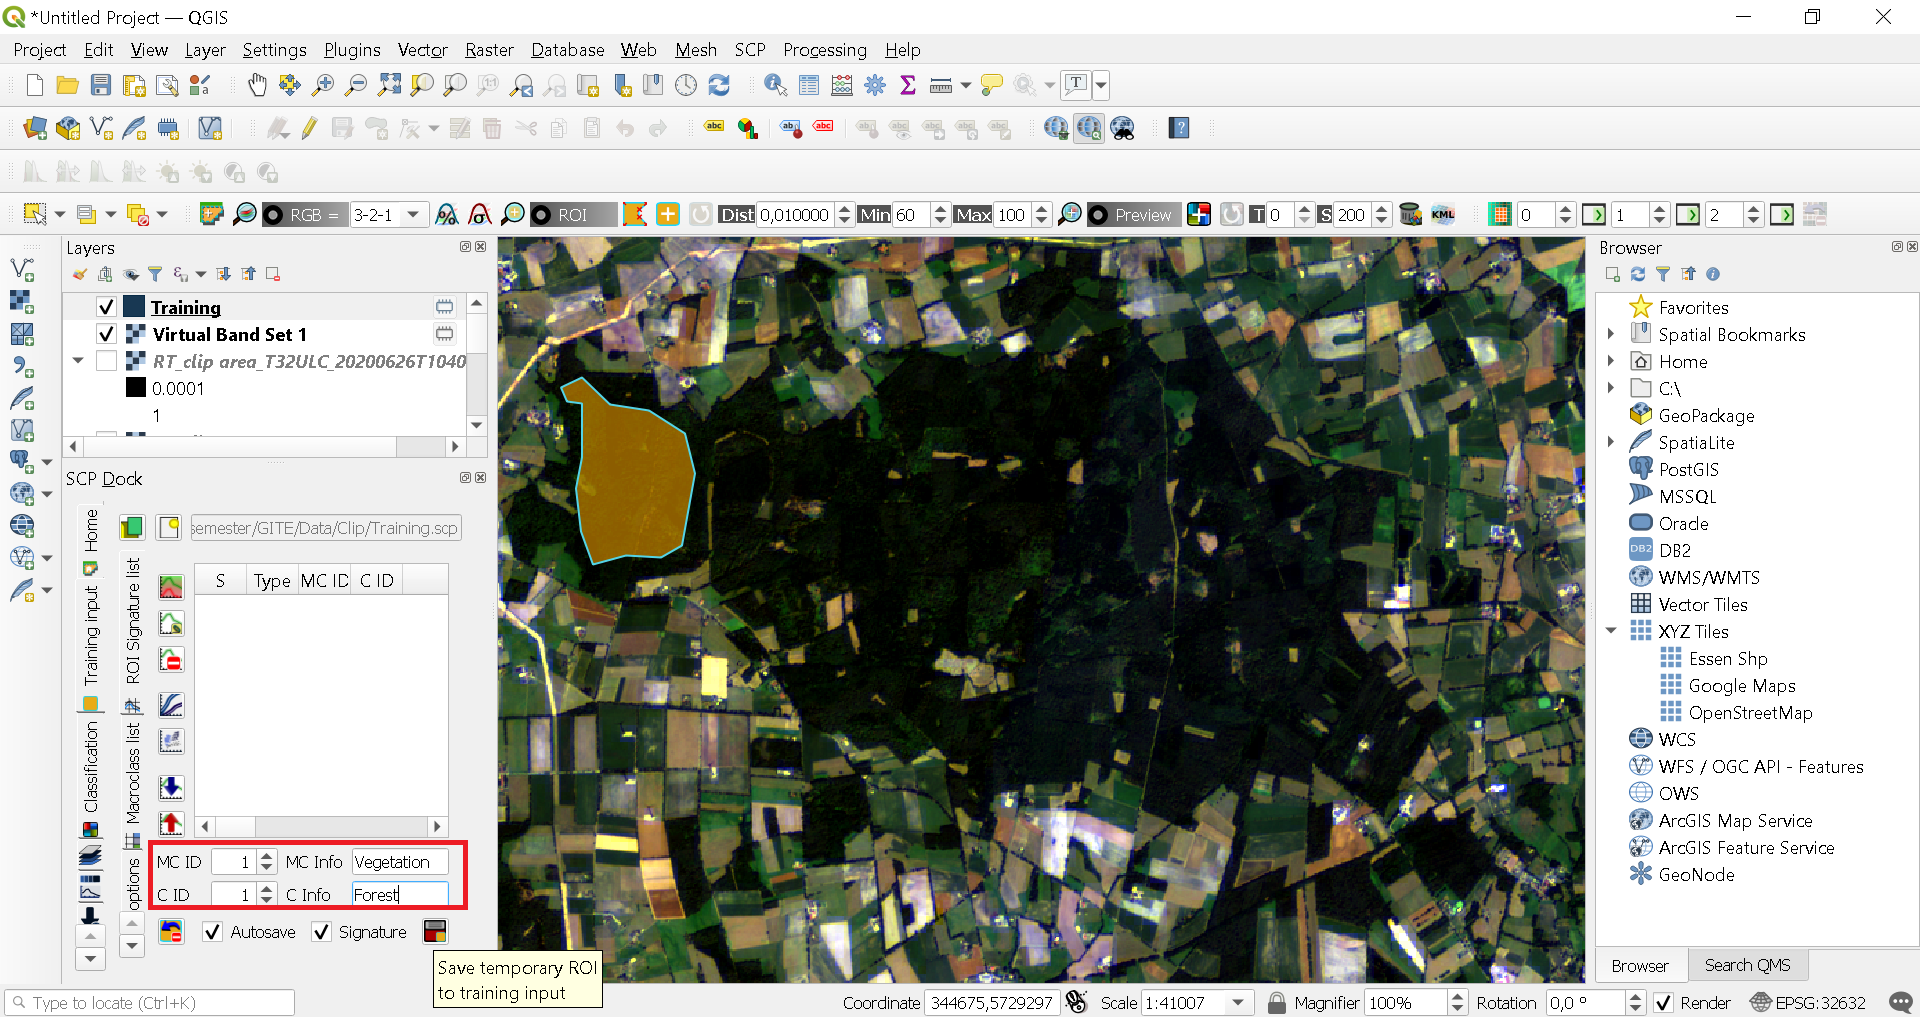 *Untitled Project — QGIS
Project Edit View Layer Settings Plugins Vector Raster Database Web Mesh SCP Processing Help
RGB = 3-2-1 ROI Dist 0,010000 Min 60 Max 100 Preview T 0 S 200 KML 0 1 2
Layers
Training
Virtual Band Set 1
RT_clip area_T32ULC_20200626T1040
0.0001
1
SCP Dock
Home
Training input
Classification
ROI Signature list
Macroclass list
options
semester/GITE/Data/Clip/Training.scp
S Type MC ID C ID
MC ID 1 MC Info Vegetation
C ID 1 C Info Forest
Autosave Signature
Save temporary ROI
to training input
Browser
Favorites
Spatial Bookmarks
Home
C:\
GeoPackage
SpatiaLite
PostGIS
MSSQL
Oracle
DB2 DB2
WMS/WMTS
Vector Tiles
XYZ Tiles
Essen Shp
Google Maps
OpenStreetMap
WCS
WFS / OGC API - Features
OWS
ArcGIS Map Service
ArcGIS Feature Service
GeoNode
Browser Search QMS
Type to locate (Ctrl+K) Coordinate 344675,5729297 Scale 1:41007 Magnifier 100% Rotation 0,0 ° Render EPSG:32632